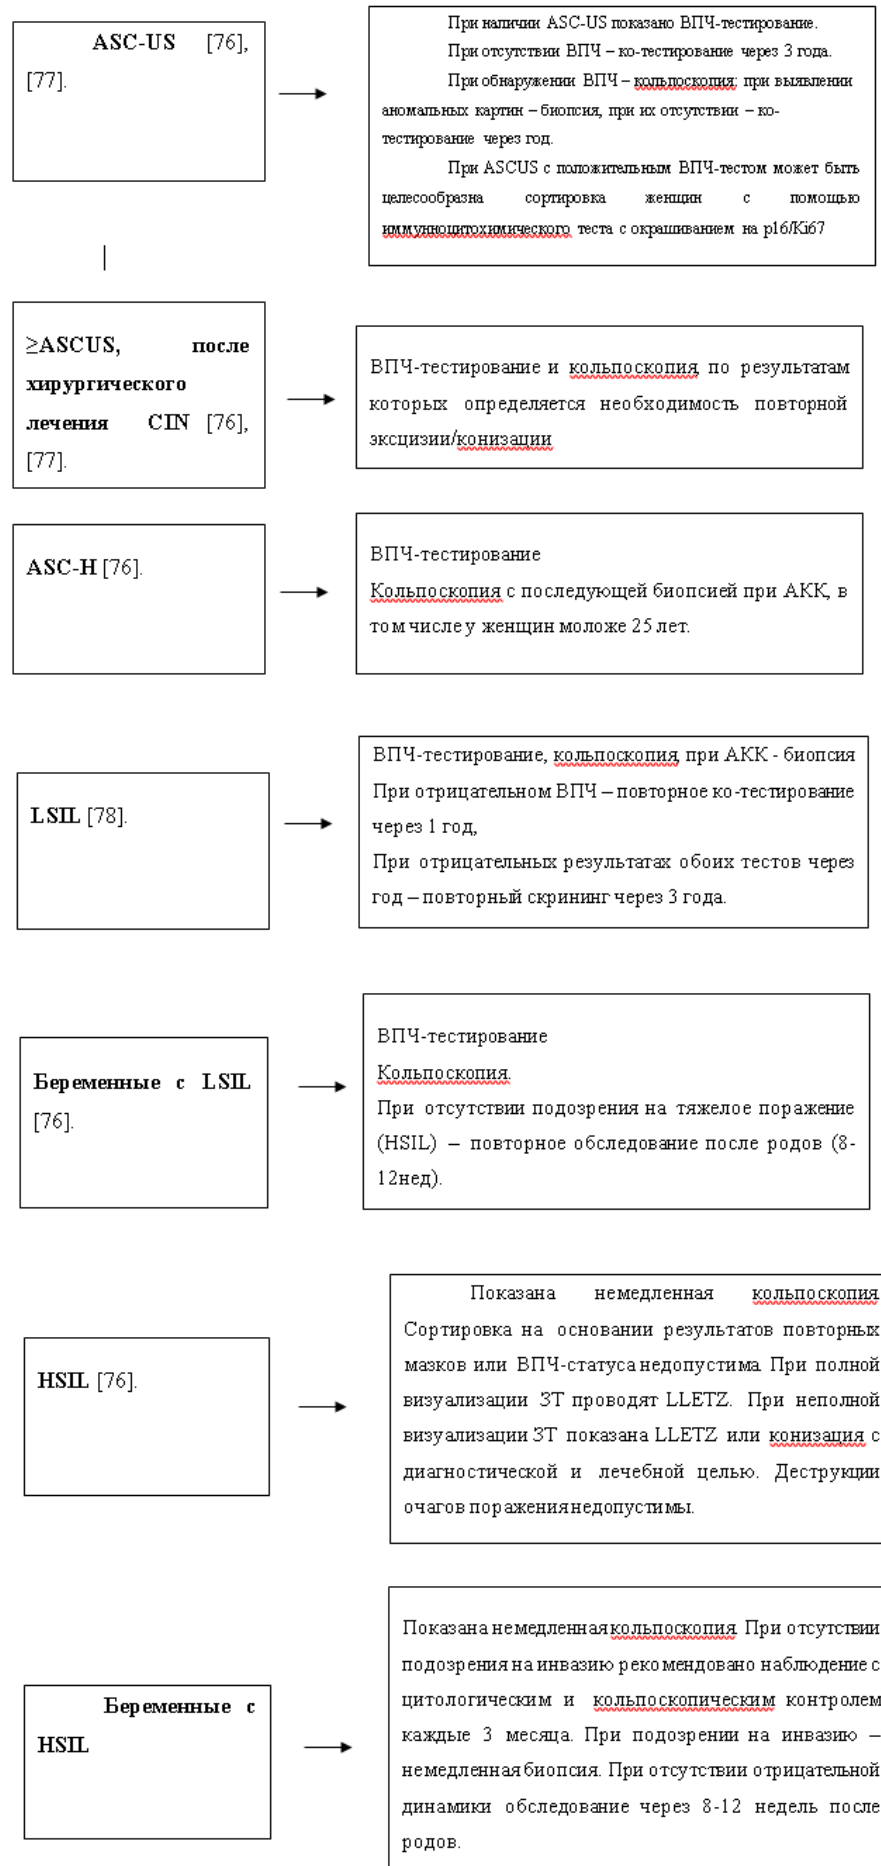 ASC-US [76],
[77].
При наличии ASC-US показано ВПЧ-тестирование.
При отсутствии ВПЧ – ко-тестирование через 3 года.
При обнаружении ВПЧ – кольпоскопия; при выявлении
аномальных картин – биопсия, при их отсутствии – ко-
тестирование через год.
При ASCUS с положительным ВПЧ-тестом может быть
целесообразна сортировка женщин с помощью
иммуноцитохимического теста с окрашиванием на p16/Ki67
≥ASCUS, после
хирургического
лечения CIN [76],
[77].
ВПЧ-тестирование и кольпоскопия, по результатам
которых определяется необходимость повторной
эксцизии/конизации
ASC-H [76].
ВПЧ-тестирование
Кольпоскопия с последующей биопсией при АКК, в
том числе у женщин моложе 25 лет.
LSIL [78].
ВПЧ-тестирование, кольпоскопия, при АКК - биопсия
При отрицательном ВПЧ – повторное ко-тестирование
через 1 год,
При отрицательных результатах обоих тестов через
год – повторный скрининг через 3 года.
Беременные с LSIL
[76].
ВПЧ-тестирование
Кольпоскопия.
При отсутствии подозрения на тяжелое поражение
(HSIL) – повторное обследование после родов (8-
12нед).
HSIL [76].
Показана немедленная кольпоскопия.
Сортировка на основании результатов повторных
мазков или ВПЧ-статуса недопустима. При полной
визуализации ЗТ проводят LLETZ. При неполной
визуализации ЗТ показана LLETZ или конизация с
диагностической и лечебной целью. Деструкции
очагов поражения недопустимы.
Беременные с
HSIL
Показана немедленная кольпоскопия. При отсутствии
подозрения на инвазию рекомендовано наблюдение с
цитологическим и кольпоскопическим контролем
каждые 3 месяца. При подозрении на инвазию –
немедленная биопсия. При отсутствии отрицательной
динамики обследование через 8-12 недель после
родов.